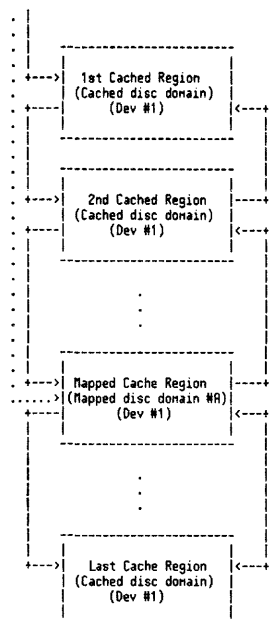 1st Cached Region
(Cached disc domain)
(Dev #1)
2nd Cached Region
(Cached disc domain)
(Dev #1)
Mapped Cache Region
(Mapped disc domain #A)
(Dev #1)
Last Cache Region
(Cached disc domain)
(Dev #1)